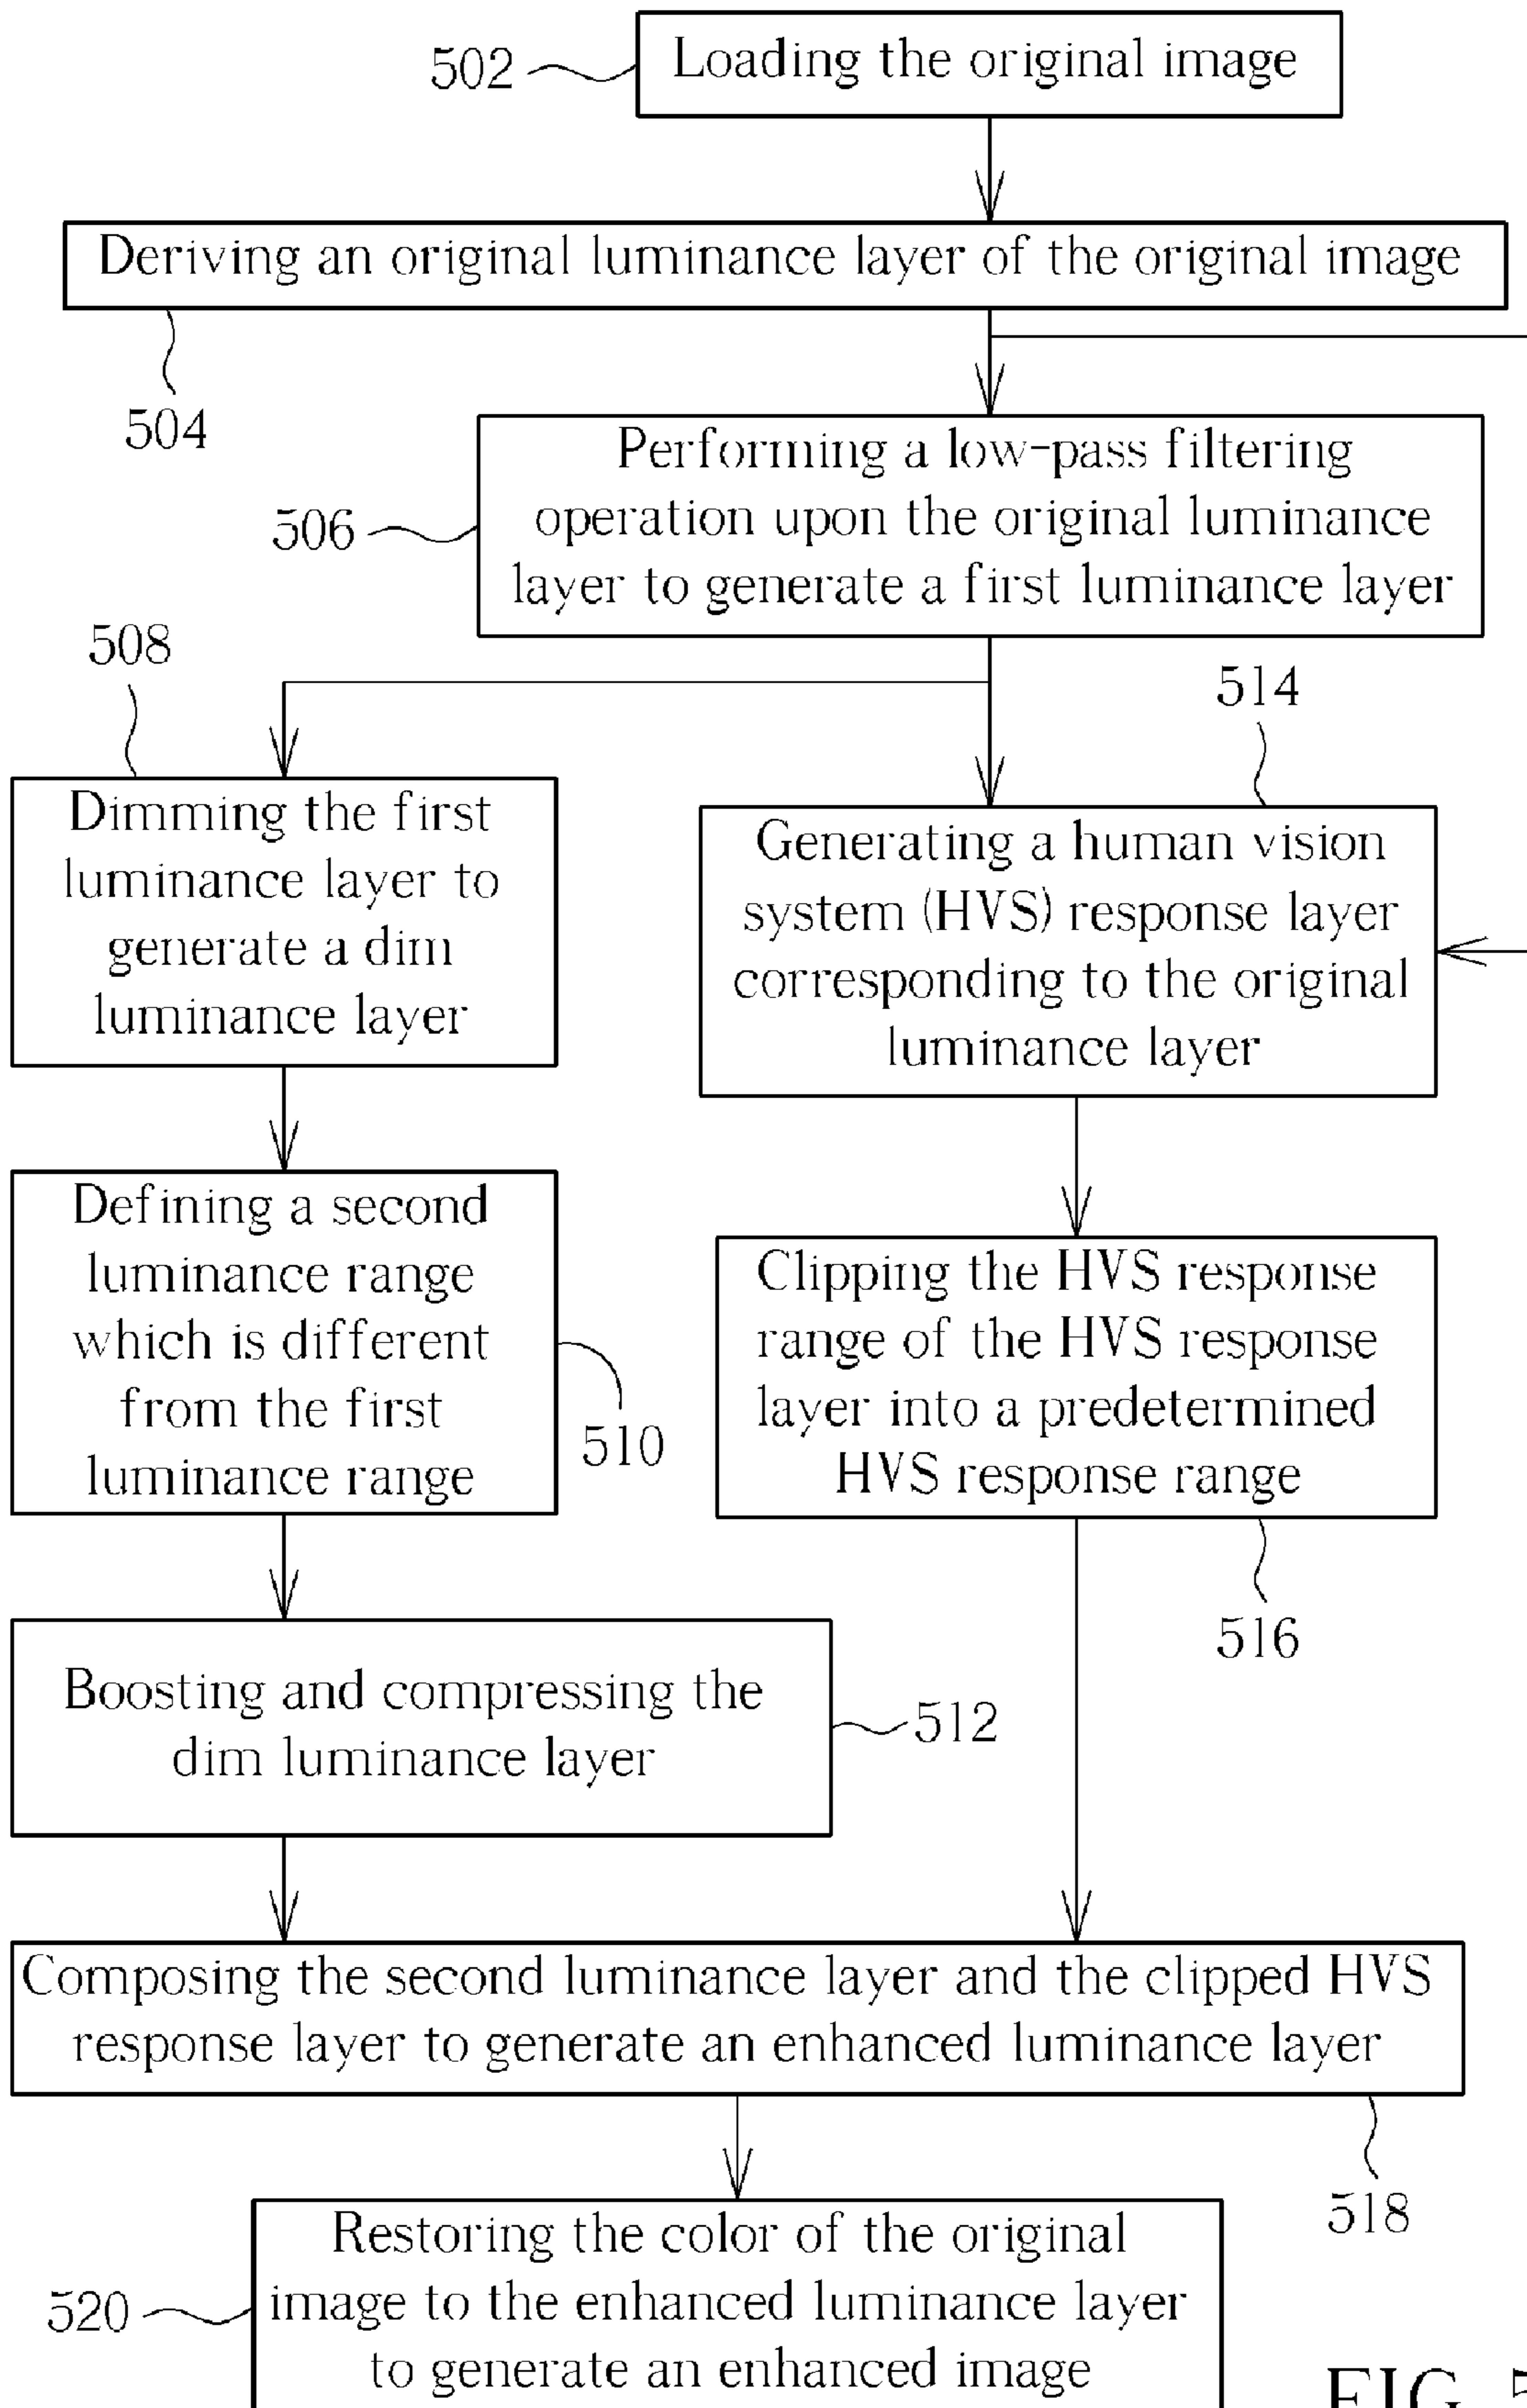 502
Loading the original image
Deriving an original luminance layer of the original image
504
506
Performing a low-pass filtering
operation upon the original luminance
layer to generate a first luminance layer
508
514
Dimming the first
luminance layer to
generate a dim
luminance layer
Generating a human vision
system (HVS) response layer
corresponding to the original
luminance layer
Defining a second
luminance range
which is different
from the first
luminance range
510
Clipping the HVS response
range of the HVS response
layer into a predetermined
HVS response range
516
Boosting and compressing the
dim luminance layer
512
Composing the second luminance layer and the clipped HVS
response layer to generate an enhanced luminance layer
518
520
Restoring the color of the original
image to the enhanced luminance layer
to generate an enhanced image
FIG. 5